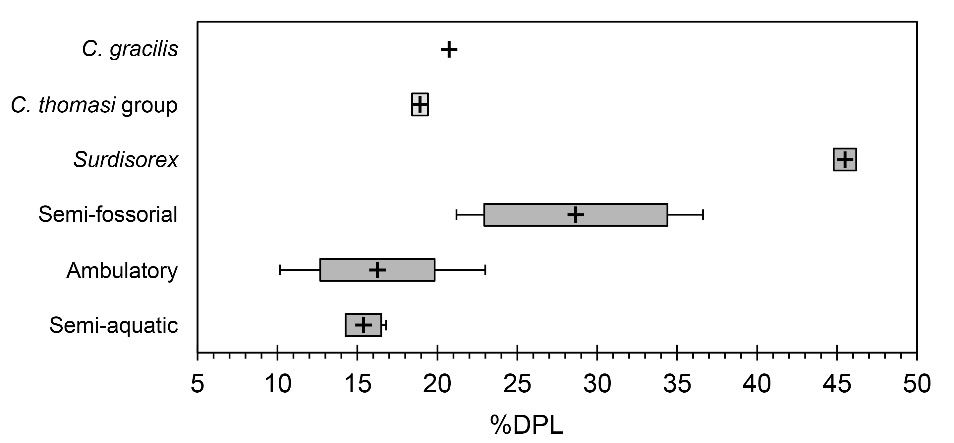 C. gracilis
C. thomasi group
Surdisorex
Semi-fossorial
Ambulatory
Semi-aquatic
5 10 15 20 25 30 35 40 45 50
%DPL